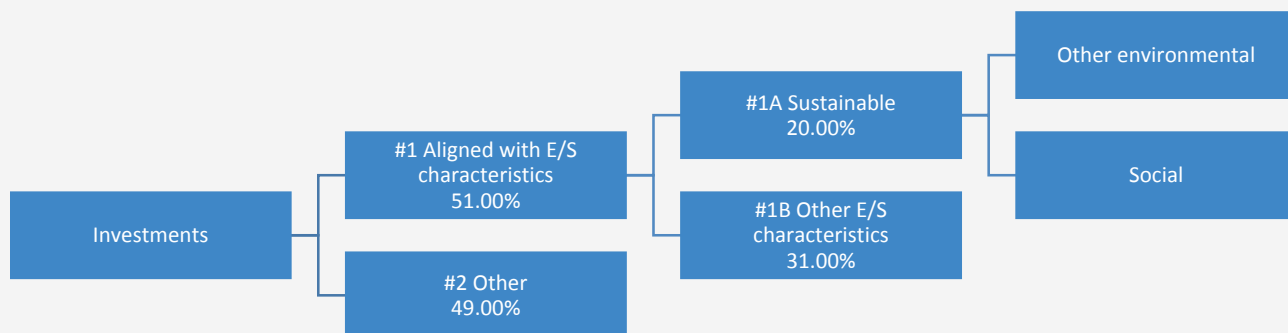 Investments
#1 Aligned with E/S
characteristics
51.00%
#2 Other
49.00%
#1A Sustainable
20.00%
#1B Other E/S
characteristics
31.00%
Other environmental
Social